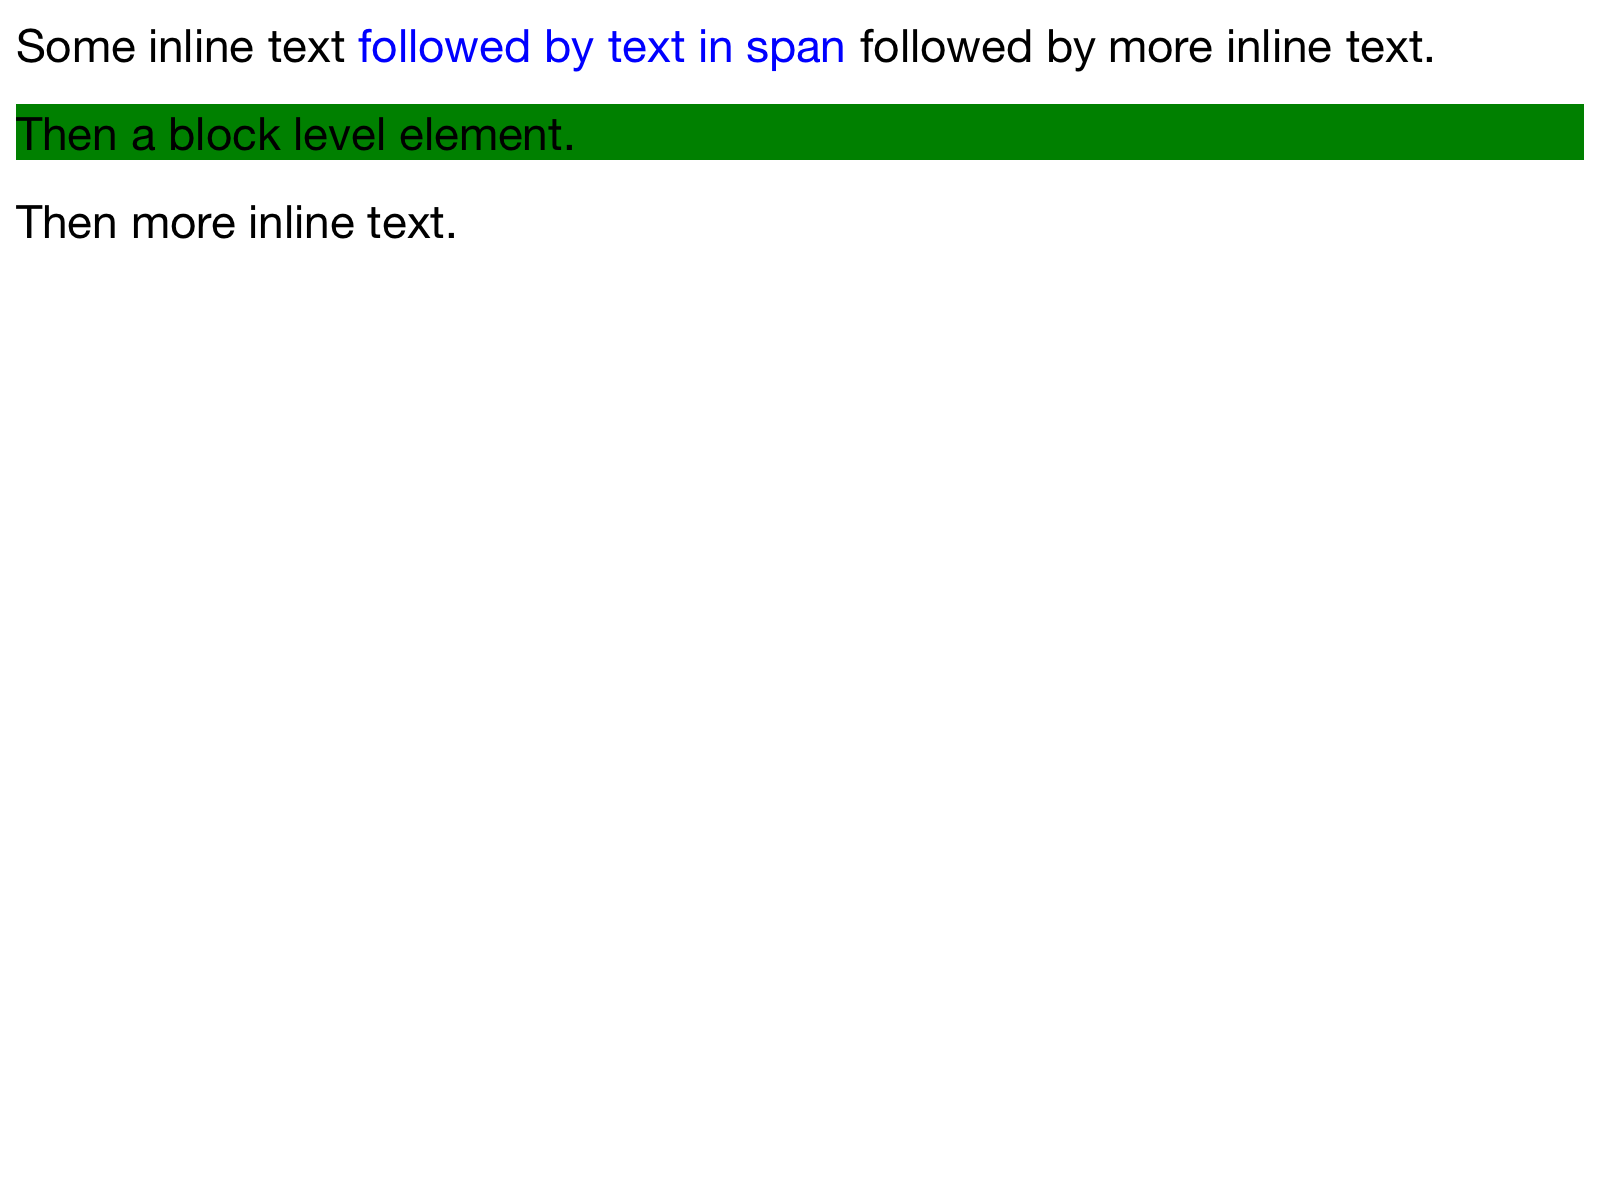 Some inline text followed by text in span followed by more inline text.
Then a block level element.
Then more inline text.